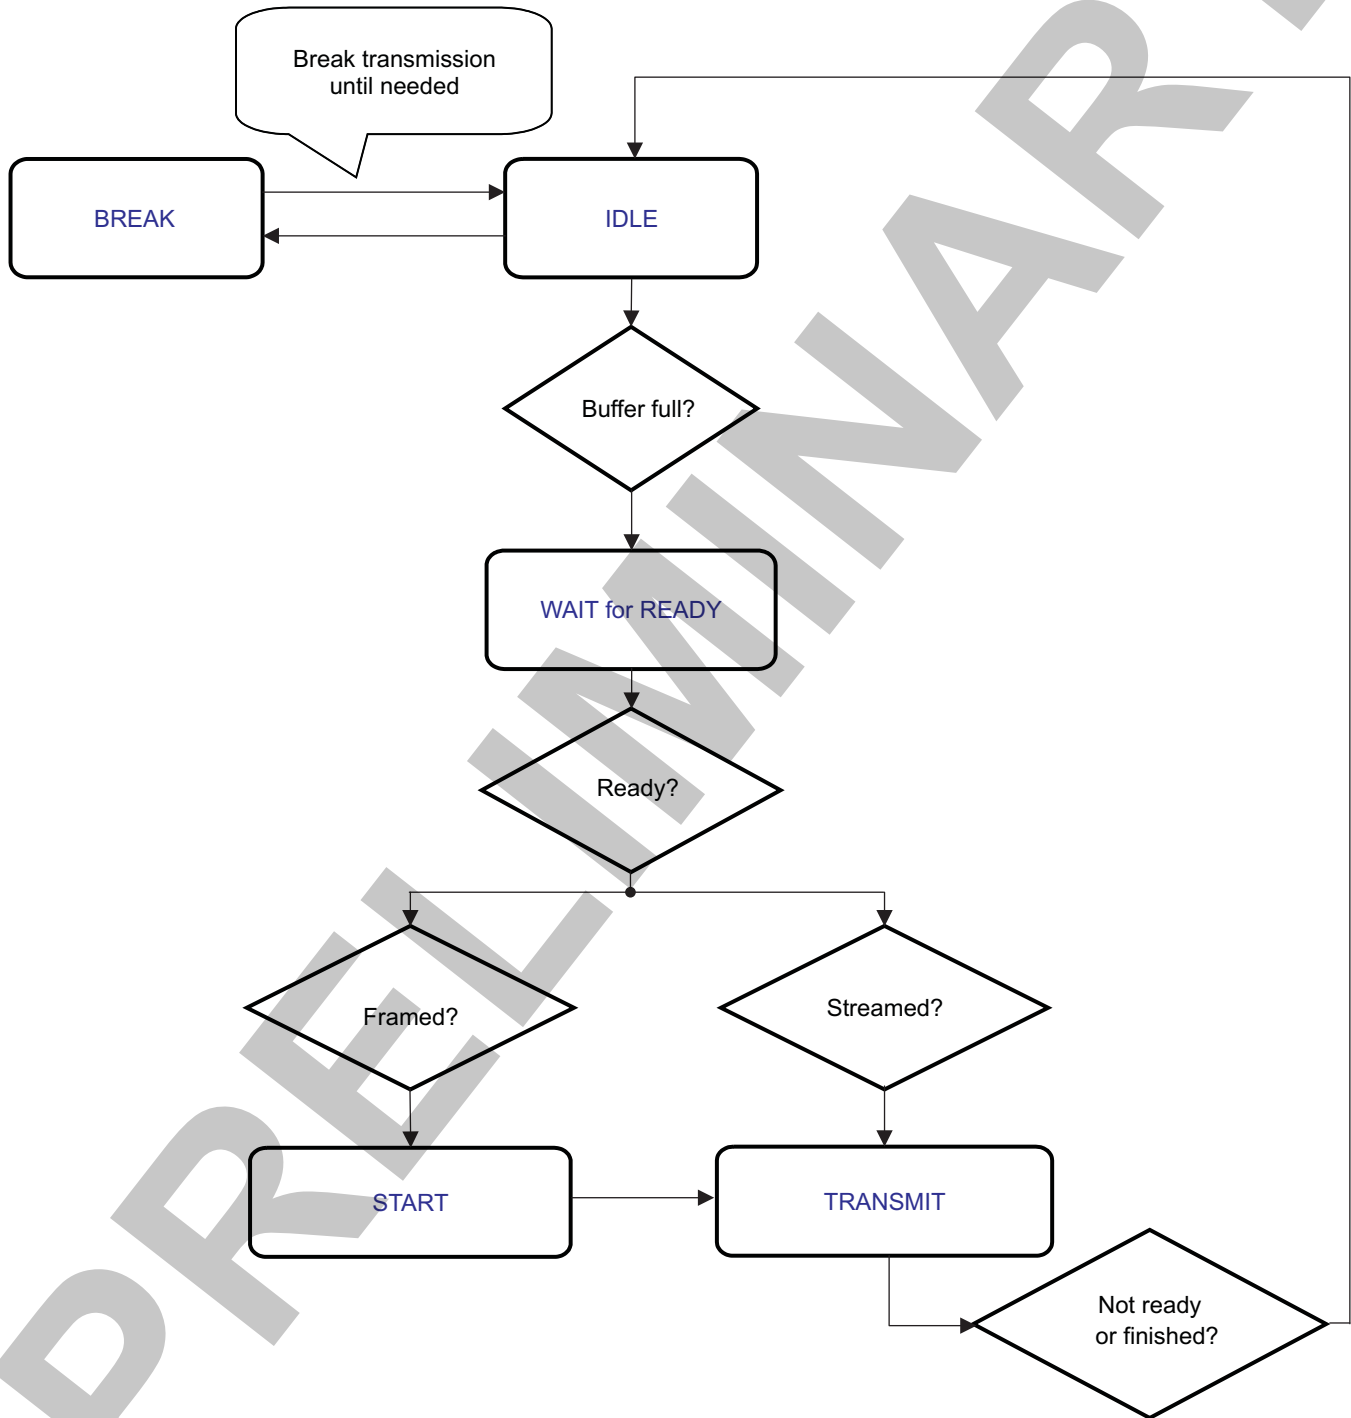 Break transmission
until needed
BREAK
IDLE
Buffer full?
WAIT for READY
Ready?
Framed?
Streamed?
START
TRANSMIT
Not ready
or finished?
PRELIMINARY